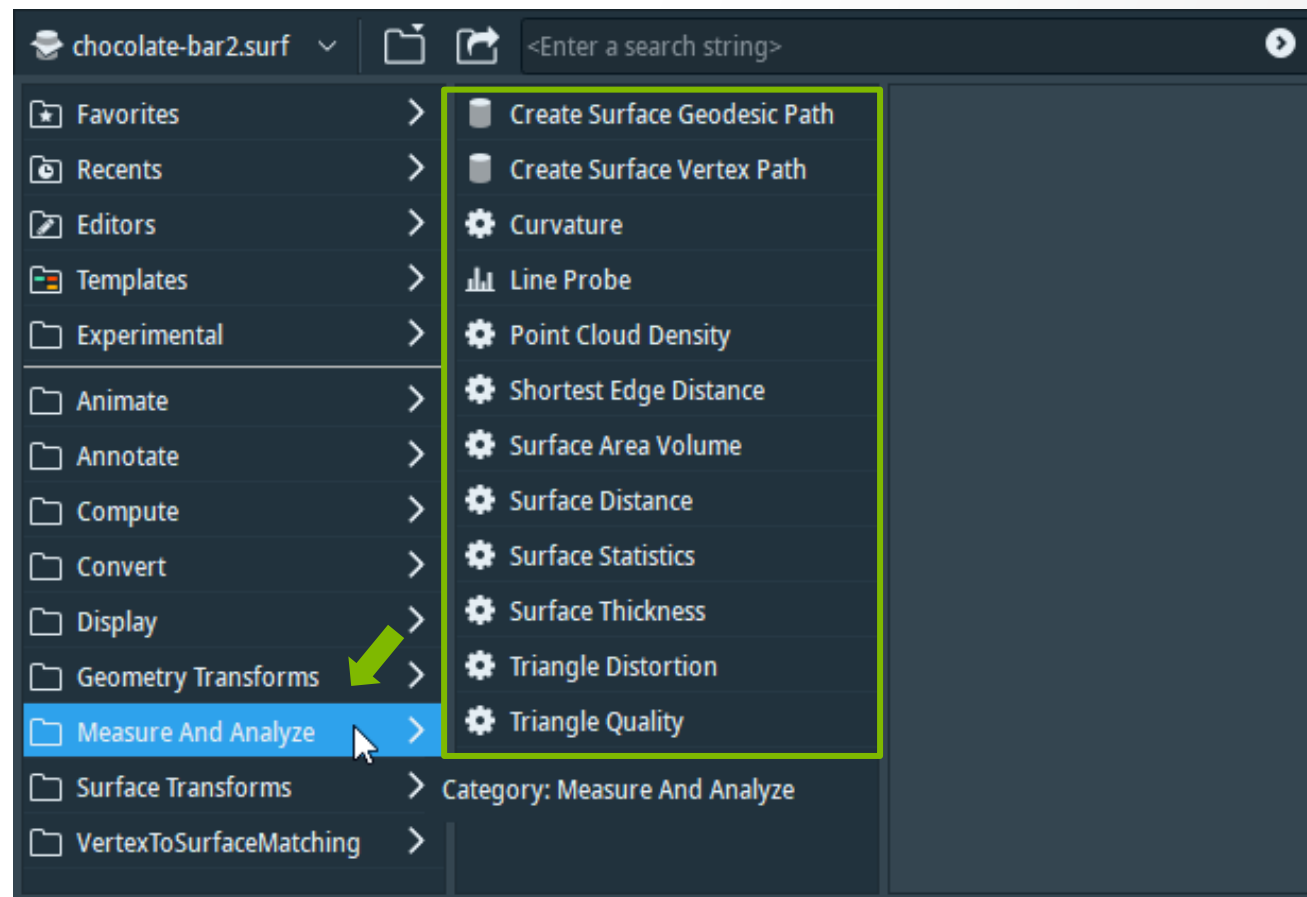 chocolate-bar2.surf
<Enter a search string>
Favorites
Recents
Editors
Templates
Experimental
Animate
Annotate
Compute
Convert
Display
Geometry Transforms
Measure And Analyze
Surface Transforms
VertexToSurfaceMatching
Create Surface Geodesic Path
Create Surface Vertex Path
Curvature
Line Probe
Point Cloud Density
Shortest Edge Distance
Surface Area Volume
Surface Distance
Surface Statistics
Surface Thickness
Triangle Distortion
Triangle Quality
Category: Measure And Analyze